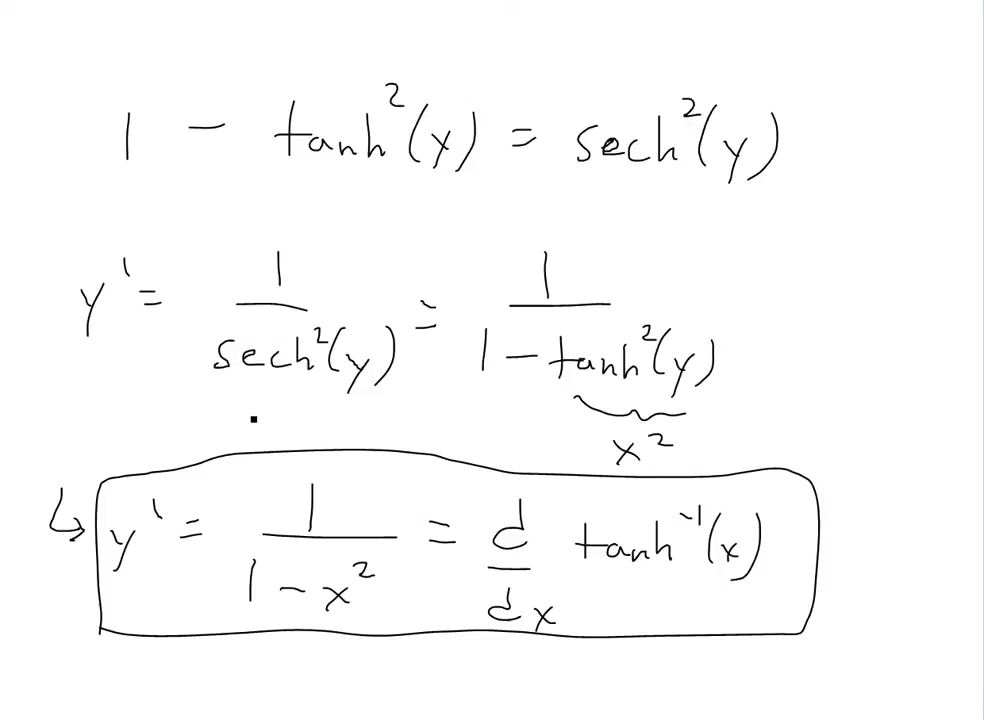 1 - tanh²(y) = sech²(y)
y' = 1/sech²(y) = 1/(1 - tanh²(y))
x²
↳ y' = 1/(1 - x²) = d/dx tanh⁻¹(x)